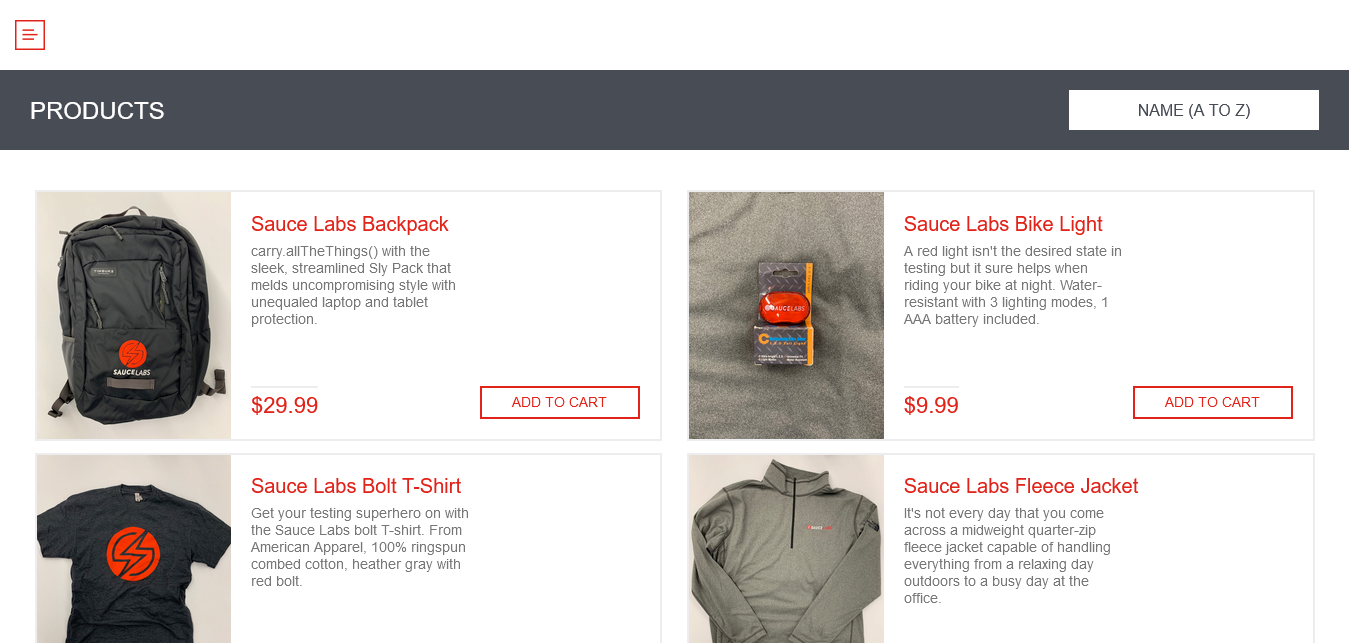 PRODUCTS
NAME (A TO Z)
Sauce Labs Backpack
carry.allTheThings() with the
sleek, streamlined Sly Pack that
melds uncompromising style with
unequaled laptop and tablet
protection.
$29.99
ADD TO CART
SAUCELABS
Sauce Labs Bike Light
A red light isn't the desired state in
testing but it sure helps when
riding your bike at night. Water-
resistant with 3 lighting modes, 1
AAA battery included.
$9.99
ADD TO CART
SAUCELABS
Sauce Labs Bolt T-Shirt
Get your testing superhero on with
the Sauce Labs bolt T-shirt. From
American Apparel, 100% ringspun
combed cotton, heather gray with
red bolt.
Sauce Labs Fleece Jacket
It's not every day that you come
across a midweight quarter-zip
fleece jacket capable of handling
everything from a relaxing day
outdoors to a busy day at the
office.